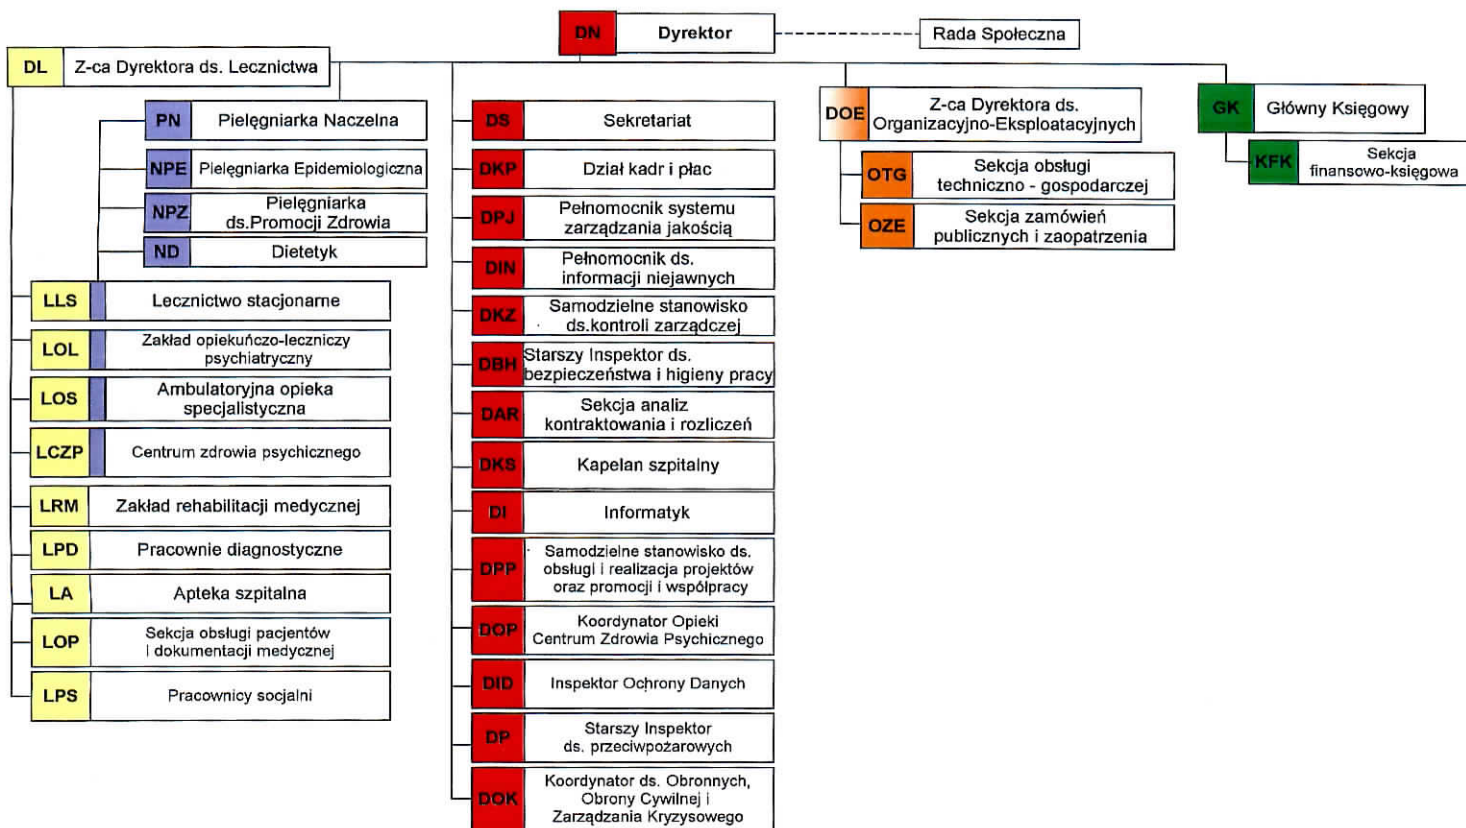 DN Dyrektor
Rada Społeczna
DL Z-ca Dyrektora ds. Lecznictwa
PN Pielęgniarka Naczelna
NPE Pielęgniarka Epidemiologiczna
NPZ Pielęgniarka
ds.Promocji Zdrowia
ND Dietetyk
LLS Lecznictwo stacjonarne
LOL Zakład opiekuńczo-leczniczy
psychiatryczny
LOS Ambulatoryjna opieka
specjalistyczna
LCZP Centrum zdrowia psychicznego
LRM Zakład rehabilitacji medycznej
LPD Pracownie diagnostyczne
LA Apteka szpitalna
LOP Sekcja obsługi pacjentów
i dokumentacji medycznej
LPS Pracownicy socjalni
DS Sekretariat
DKP Dział kadr i płac
DPJ Pełnomocnik systemu
zarządzania jakością
DIN Pełnomocnik ds.
informacji niejawnych
DKZ Samodzielne stanowisko
ds.kontroli zarządczej
DBH Starszy Inspektor ds.
bezpieczeństwa i higieny pracy
DAR Sekcja analiz
kontraktowania i rozliczeń
DKS Kapelan szpitalny
DI Informatyk
DPP Samodzielne stanowisko ds.
obsługi i realizacja projektów
oraz promocji i współpracy
DOP Koordynator Opieki
Centrum Zdrowia Psychicznego
DID Inspektor Ochrony Danych
DP Starszy Inspektor
ds. przeciwpożarowych
DOK Koordynator ds. Obronnych,
Obrony Cywilnej i
Zarządzania Kryzysowego
DOE Z-ca Dyrektora ds.
Organizacyjno-Eksploatacyjnych
OTG Sekcja obsługi
techniczno - gospodarczej
OZE Sekcja zamówień
publicznych i zaopatrzenia
GK Główny Księgowy
KFK Sekcja
finansowo-księgowa